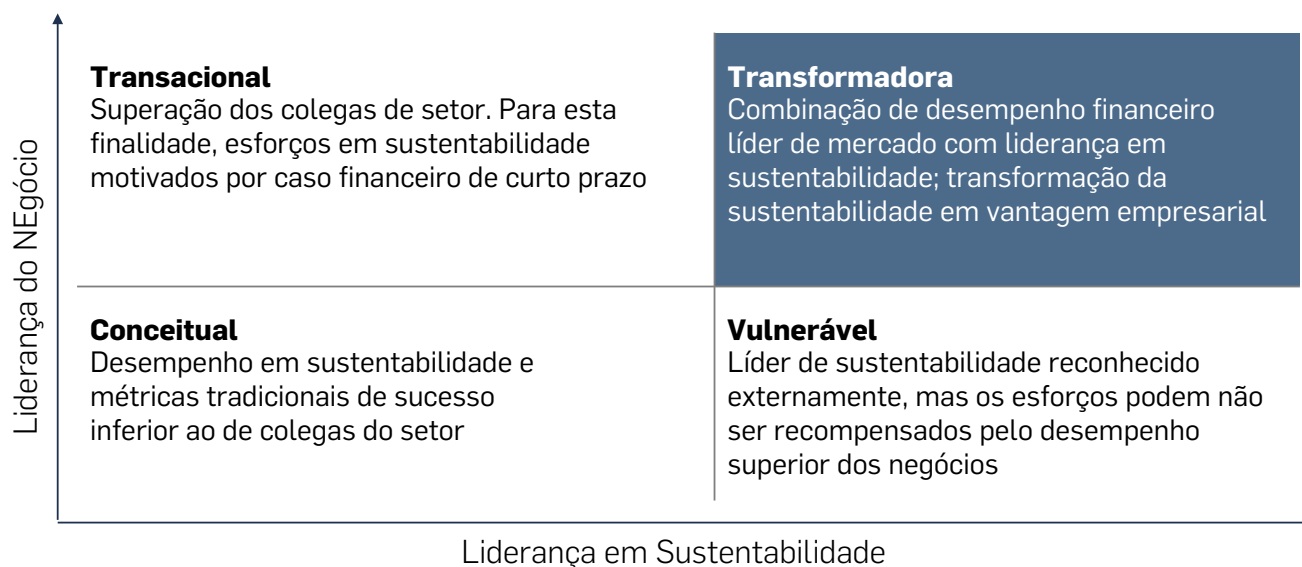 Liderança do NEgócio
Transacional
Superação dos colegas de setor. Para esta
finalidade, esforços em sustentabilidade
motivados por caso financeiro de curto prazo
Transformadora
Combinação de desempenho financeiro
líder de mercado com liderança em
sustentabilidade; transformação da
sustentabilidade em vantagem empresarial
Conceitual
Desempenho em sustentabilidade e
métricas tradicionais de sucesso
inferior ao de colegas do setor
Vulnerável
Líder de sustentabilidade reconhecido
externamente, mas os esforços podem não
ser recompensados pelo desempenho
superior dos negócios
Liderança em Sustentabilidade